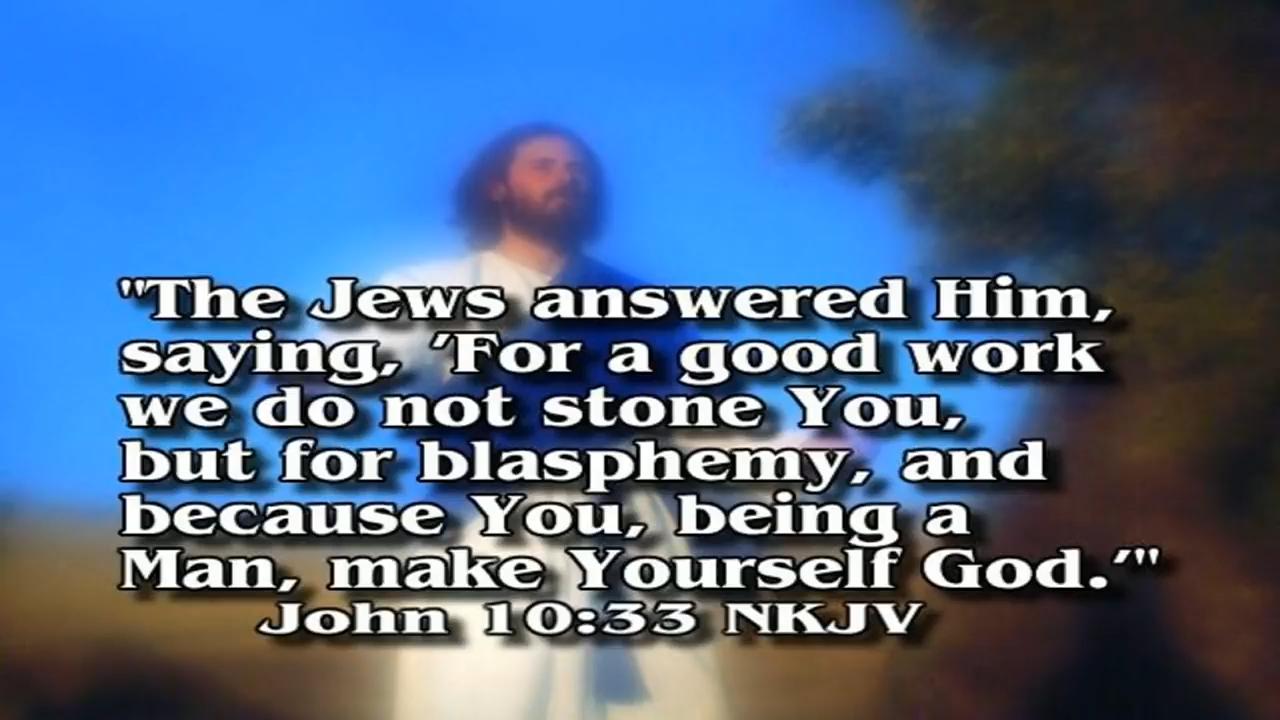 "The Jews answered Him,
saying, 'For a good work
we do not stone You,
but for blasphemy, and
because You, being a
Man, make Yourself God.'"
John 10:33 NKJV